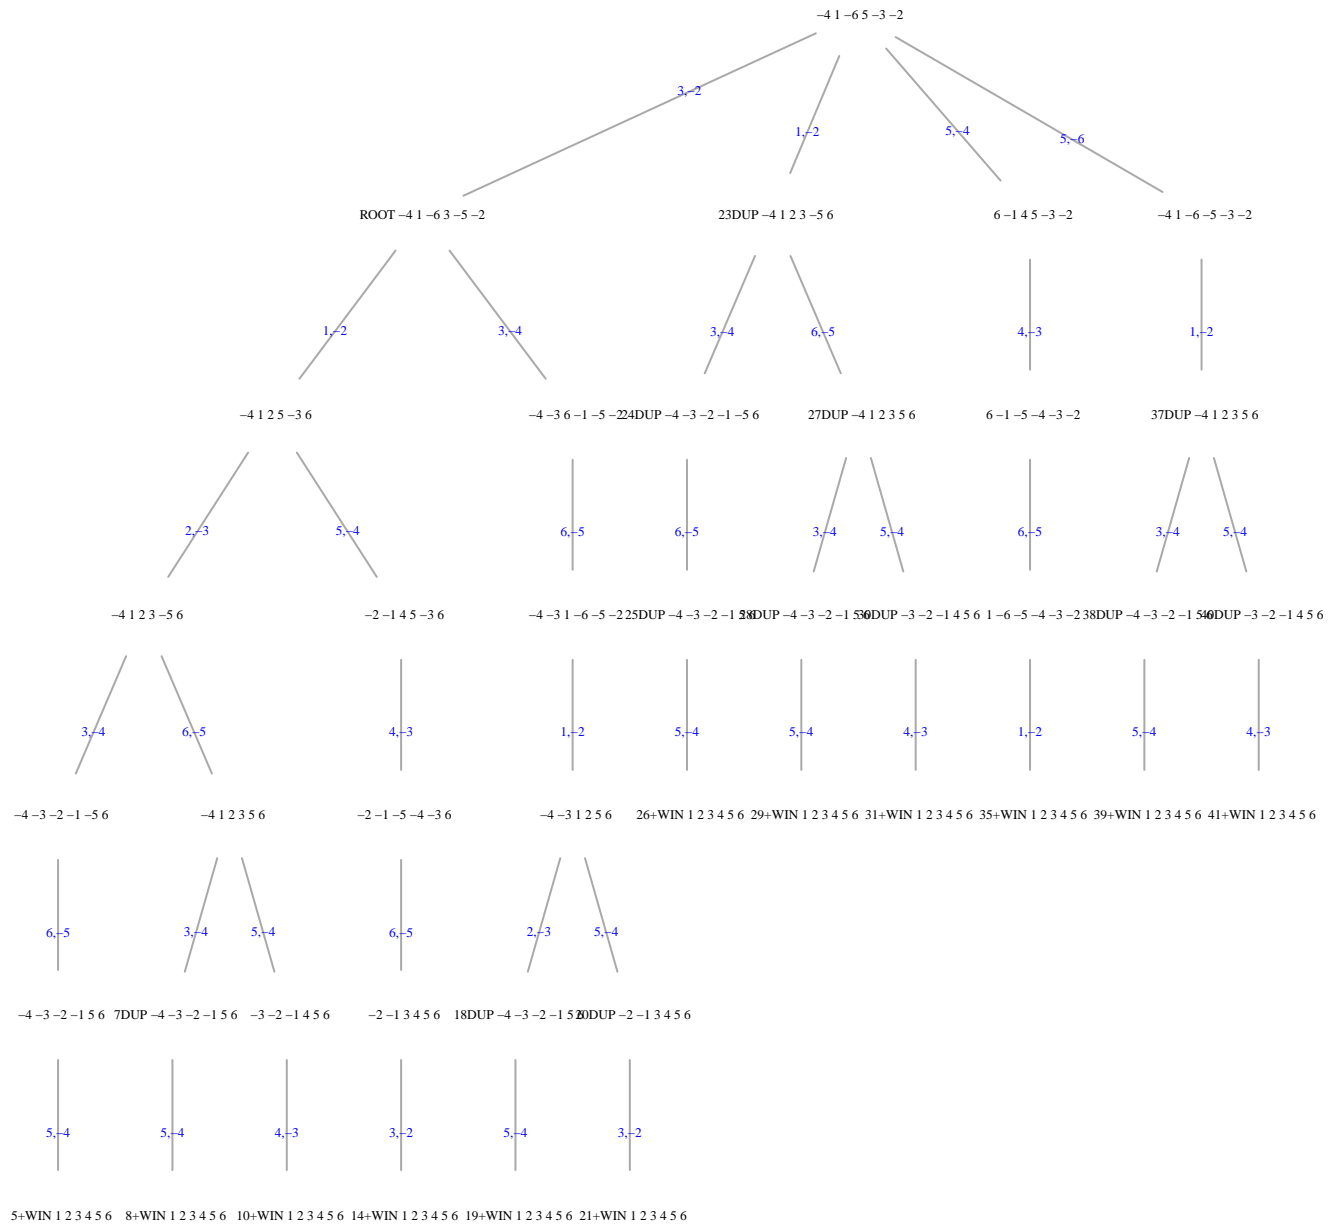 −4 1 −6 5 −3 −2
3,−2
1,−2
5,−4
5,−6
ROOT −4 1 −6 3 −5 −2
23DUP −4 1 2 3 −5 6
6 −1 4 5 −3 −2
−4 1 −6 −5 −3 −2
1,−2
3,−4
3,−4
6,−5
4,−3
1,−2
−4 1 2 5 −3 6
−4 −3 6 −1 −5 −2
24DUP −4 −3 −2 −1 −5 6
27DUP −4 1 2 3 5 6
6 −1 −5 −4 −3 −2
37DUP −4 1 2 3 5 6
2,−3
5,−4
6,−5
6,−5
3,−4
5,−4
6,−5
3,−4
5,−4
−4 1 2 3 −5 6
−2 −1 4 5 −3 6
−4 −3 1 −6 −5 −2
25DUP −4 −3 −2 −1 5 6
28DUP −4 −3 −2 −1 5 6
30DUP −3 −2 −1 4 5 6
1 −6 −5 −4 −3 −2
38DUP −4 −3 −2 −1 5 6
40DUP −3 −2 −1 4 5 6
3,−4
6,−5
4,−3
1,−2
5,−4
5,−4
4,−3
1,−2
5,−4
4,−3
−4 −3 −2 −1 −5 6
−4 1 2 3 5 6
−2 −1 −5 −4 −3 6
−4 −3 1 2 5 6
26+WIN 1 2 3 4 5 6
29+WIN 1 2 3 4 5 6
31+WIN 1 2 3 4 5 6
35+WIN 1 2 3 4 5 6
39+WIN 1 2 3 4 5 6
41+WIN 1 2 3 4 5 6
6,−5
3,−4
5,−4
6,−5
2,−3
5,−4
−4 −3 −2 −1 5 6
7DUP −4 −3 −2 −1 5 6
−3 −2 −1 4 5 6
−2 −1 3 4 5 6
18DUP −4 −3 −2 −1 5 6
20DUP −2 −1 3 4 5 6
5,−4
5,−4
4,−3
3,−2
5,−4
3,−2
5+WIN 1 2 3 4 5 6
8+WIN 1 2 3 4 5 6
10+WIN 1 2 3 4 5 6
14+WIN 1 2 3 4 5 6
19+WIN 1 2 3 4 5 6
21+WIN 1 2 3 4 5 6